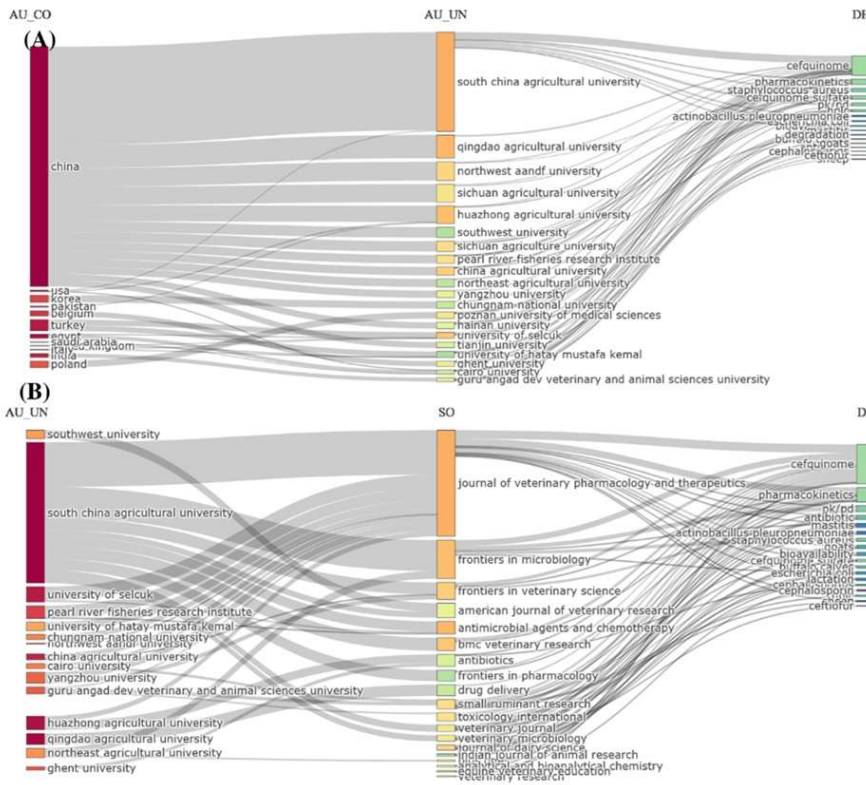 AU_CO
AU_UN
(A)
china
usa
korea
pakistan
belgium
turkey
egypt
saudi arabia
italy
india
poland
south china agricultural university
qingdao agricultural university
northwest aandf university
sichuan agricultural university
huazhong agricultural university
southwest university
sichuan agriculture university
pearl river fisheries research institute
china agricultural university
northeast agricultural university
yangzhou university
chungnam-national university
poznan university of medical sciences
hainan university
university of selcuk
tianjin university
university of hatay mustafa kemal
ghent university
cairo university
guru angad dev veterinary and animal sciences university
cefquinome
pharmacokinetics
staphylococcus aureus
cefquinome sulfate
pk/pd
actinobacillus pleuropneumoniae
escherichia coli
degradation
goats
ceftiofur
sheep
(B)
AU_UN
SO
southwest university
south china agricultural university
university of selcuk
pearl river fisheries research institute
university of hatay mustafa kemal
chungnam national university
northwest aandf university
china agricultural university
cairo university
yangzhou university
guru angad dev veterinary and animal sciences university
huazhong agricultural university
qingdao agricultural university
northeast agricultural university
ghent university
journal of veterinary pharmacology and therapeutics
frontiers in microbiology
frontiers in veterinary science
american journal of veterinary research
antimicrobial agents and chemotherapy
bmc veterinary research
antibiotics
frontiers in pharmacology
drug delivery
small ruminant research
toxicology international
veterinary journal
veterinary microbiology
journal of dairy science
indian journal of animal research
analytical and bioanalytical chemistry
equine veterinary education
veterinary research
cefquinome
pharmacokinetics
pk/pd
antibiotic
mastitis
actinobacillus pleuropneumoniae
staphylococcus aureus
goats
bioavailability
buffalo calves
escherichia coli
lactation
cephalosporin
sheep
ceftiofur